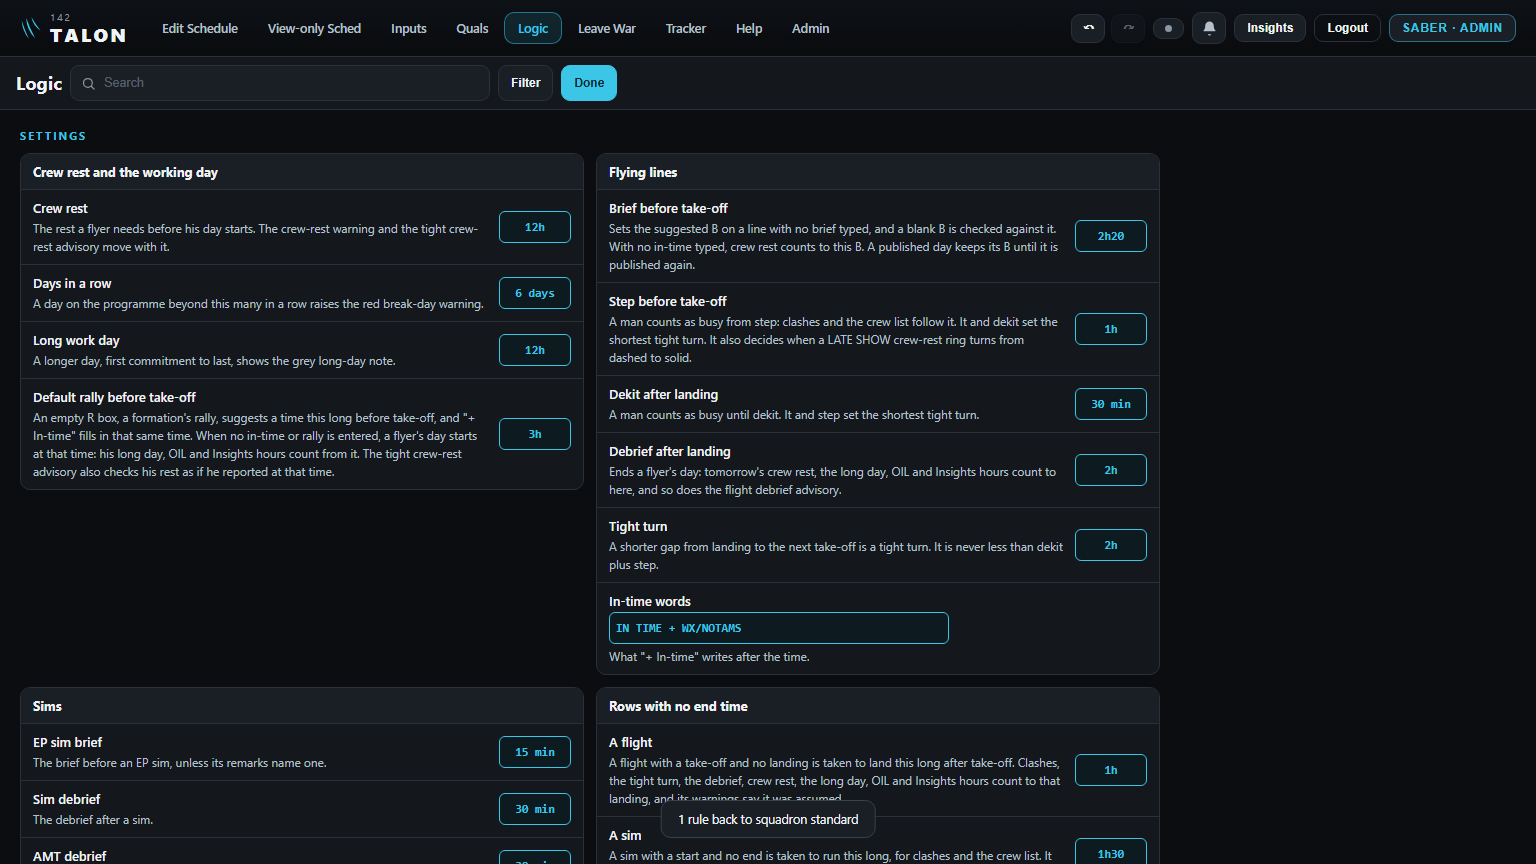 142
TALON
Edit Schedule
View-only Sched
Inputs
Quals
Logic
Leave War
Tracker
Help
Admin
Insights
Logout
SABER · ADMIN
Logic
Search
Filter
Done
SETTINGS
Crew rest and the working day
Crew rest
The rest a flyer needs before his day starts. The crew-rest warning and the tight crew-
rest advisory move with it.
12h
Days in a row
A day on the programme beyond this many in a row raises the red break-day warning.
6 days
Long work day
A longer day, first commitment to last, shows the grey long-day note.
12h
Default rally before take-off
An empty R box, a formation's rally, suggests a time this long before take-off, and "+
In-time" fills in that same time. When no in-time or rally is entered, a flyer's day starts
at that time: his long day, OIL and Insights hours count from it. The tight crew-rest
advisory also checks his rest as if he reported at that time.
3h
Flying lines
Brief before take-off
Sets the suggested B on a line with no brief typed, and a blank B is checked against it.
With no in-time typed, crew rest counts to this B. A published day keeps its B until it is
published again.
2h20
Step before take-off
A man counts as busy from step: clashes and the crew list follow it. It and dekit set the
shortest tight turn. It also decides when a LATE SHOW crew-rest ring turns from
dashed to solid.
1h
Dekit after landing
A man counts as busy until dekit. It and step set the shortest tight turn.
30 min
Debrief after landing
Ends a flyer's day: tomorrow's crew rest, the long day, OIL and Insights hours count to
here, and so does the flight debrief advisory.
2h
Tight turn
A shorter gap from landing to the next take-off is a tight turn. It is never less than dekit
plus step.
2h
In-time words
IN TIME + WX/NOTAMS
What "+ In-time" writes after the time.
Sims
EP sim brief
The brief before an EP sim, unless its remarks name one.
15 min
Sim debrief
The debrief after a sim.
30 min
AMT debrief
Rows with no end time
A flight
A flight with a take-off and no landing is taken to land this long after take-off. Clashes,
the tight turn, the debrief, crew rest, the long day, OIL and Insights hours count to that
landing, and its warnings say it was assumed.
1h
A sim
A sim with a start and no end is taken to run this long, for clashes and the crew list. It
1h30
1 rule back to squadron standard